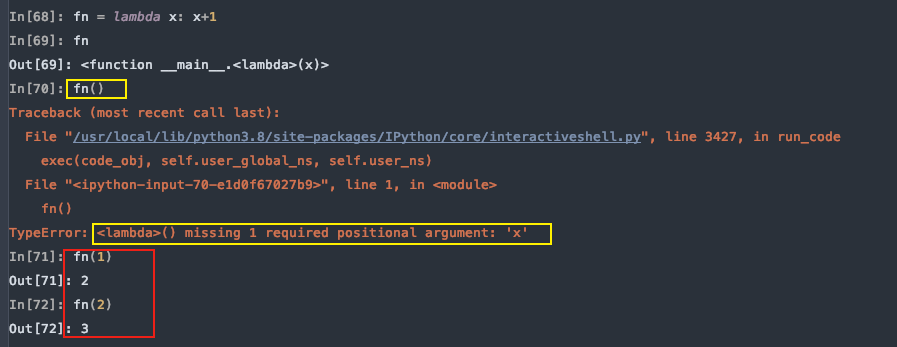 In[68]: fn = lambda x: x+1
In[69]: fn
Out[69]: <function __main__.<lambda>(x)>
In[70]: fn()
Traceback (most recent call last):
  File "/usr/local/lib/python3.8/site-packages/IPython/core/interactiveshell.py", line 3427, in run_code
    exec(code_obj, self.user_global_ns, self.user_ns)
  File "<ipython-input-70-e1d0f67027b9>", line 1, in <module>
    fn()
TypeError: <lambda>() missing 1 required positional argument: 'x'
In[71]: fn(1)
Out[71]: 2
In[72]: fn(2)
Out[72]: 3